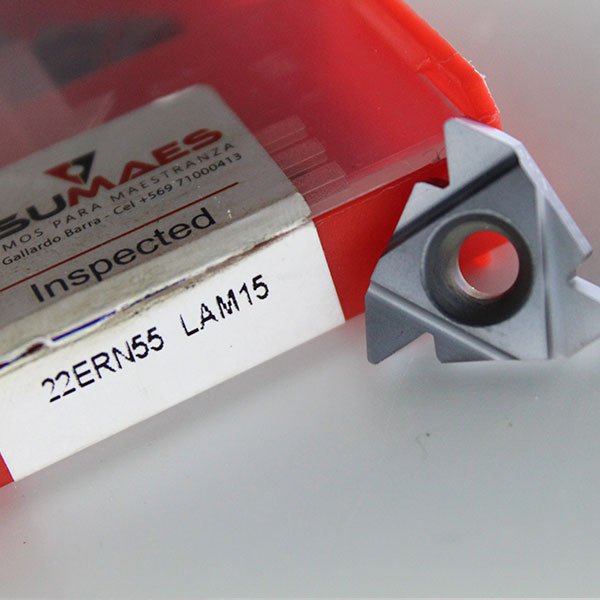 SUMAES
MOS PARA MAESTRANZA
Gallardo Barra - Cel +569 71000413
Inspected
22ERN55 LAM15